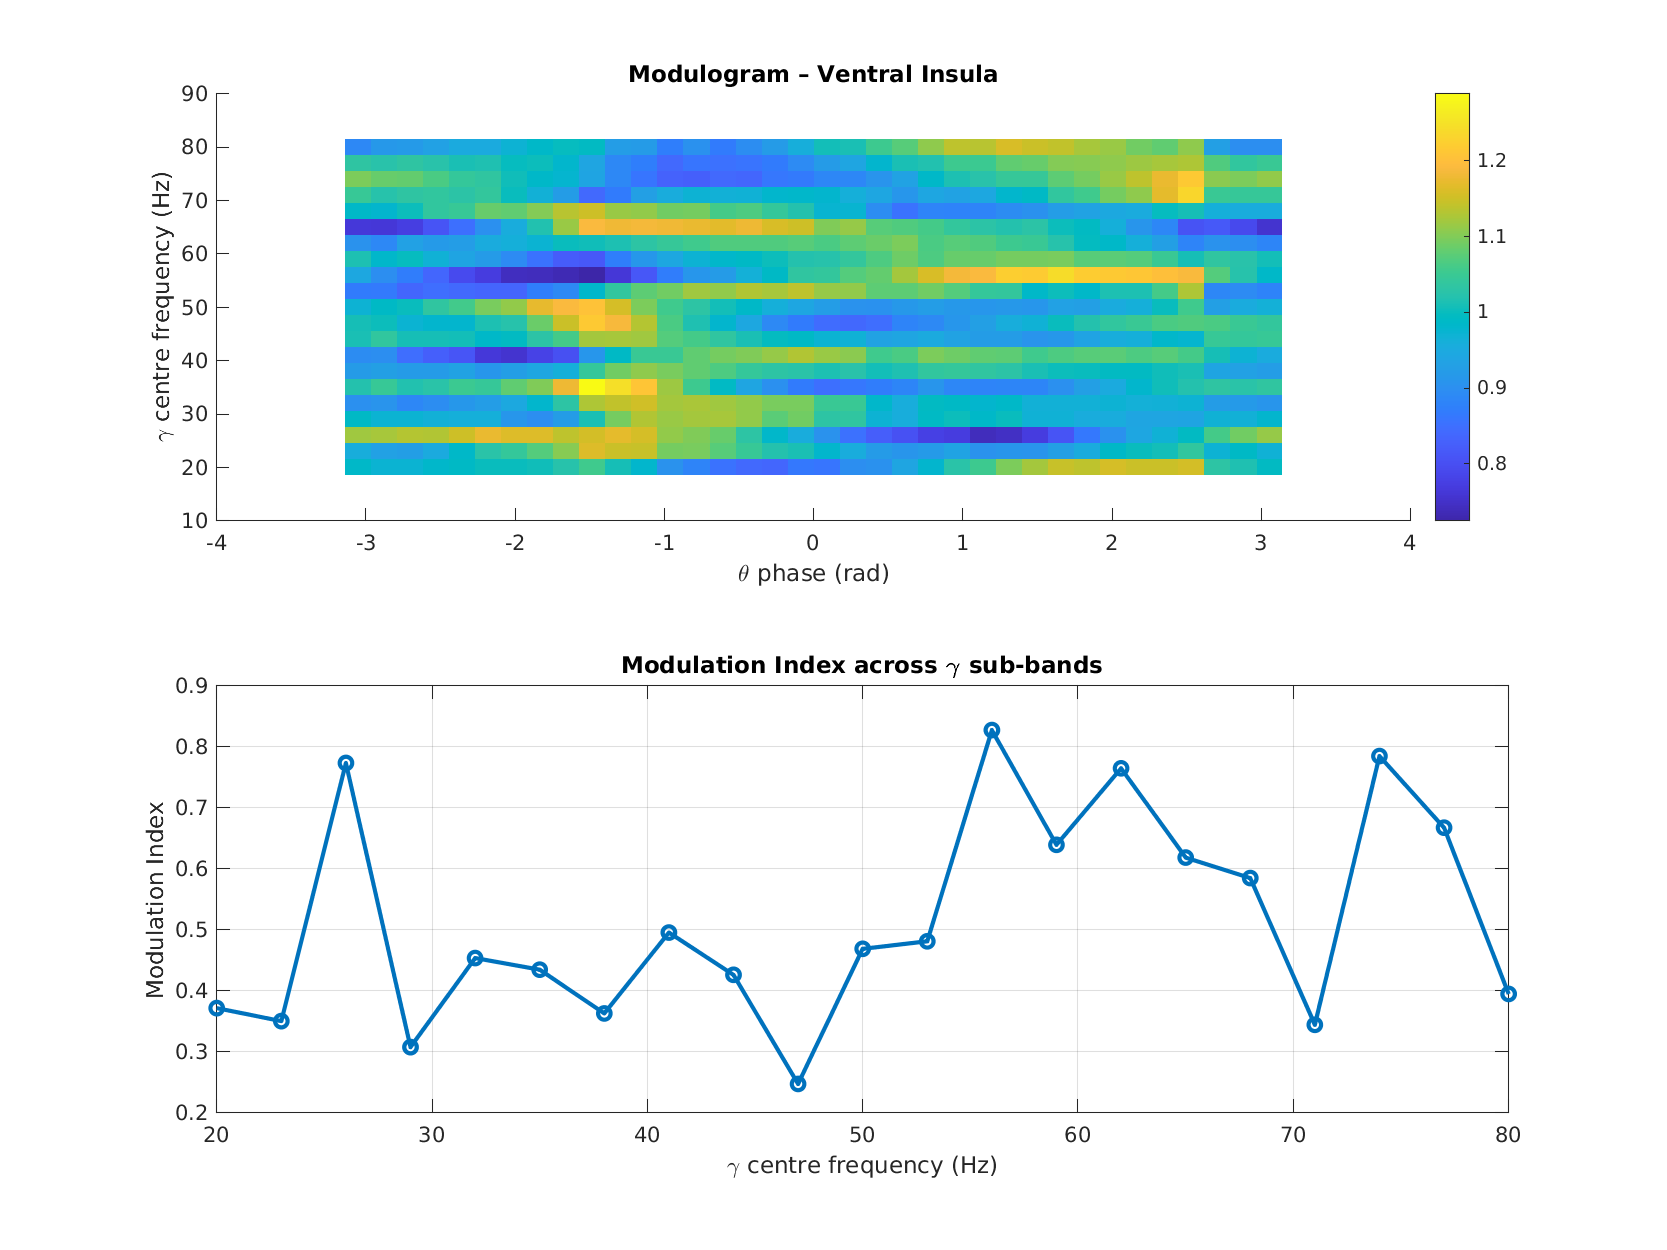 Modulogram – Ventral Insula
90
80
70
60
50
40
30
20
10
γ centre frequency (Hz)
-4 -3 -2 -1 0 1 2 3 4
θ phase (rad)
1.2
1.1
1
0.9
0.8
Modulation Index across γ sub-bands
0.9
0.8
0.7
0.6
0.5
0.4
0.3
0.2
Modulation Index
20 30 40 50 60 70 80
γ centre frequency (Hz)